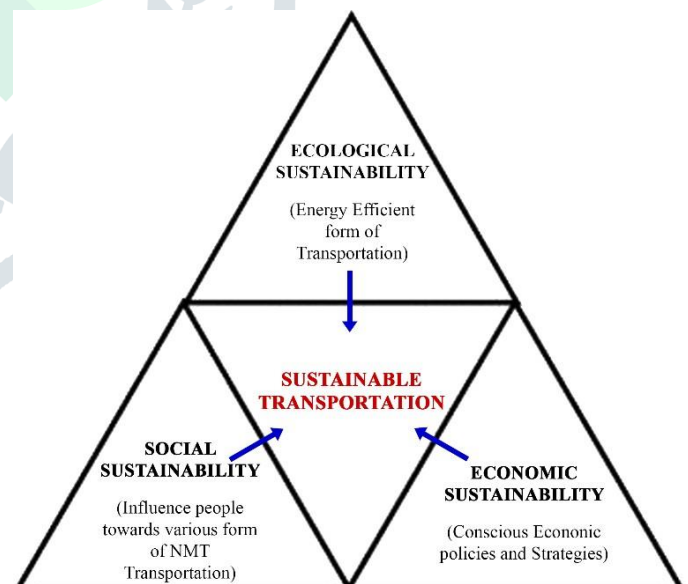 ECOLOGICAL
SUSTAINABILITY
(Energy Efficient
form of
Transportation)
SUSTAINABLE
TRANSPORTATION
SOCIAL
SUSTAINABILITY
(Influence people
towards various form
of NMT
Transportation)
ECONOMIC
SUSTAINABILITY
(Conscious Economic
policies and Strategies)